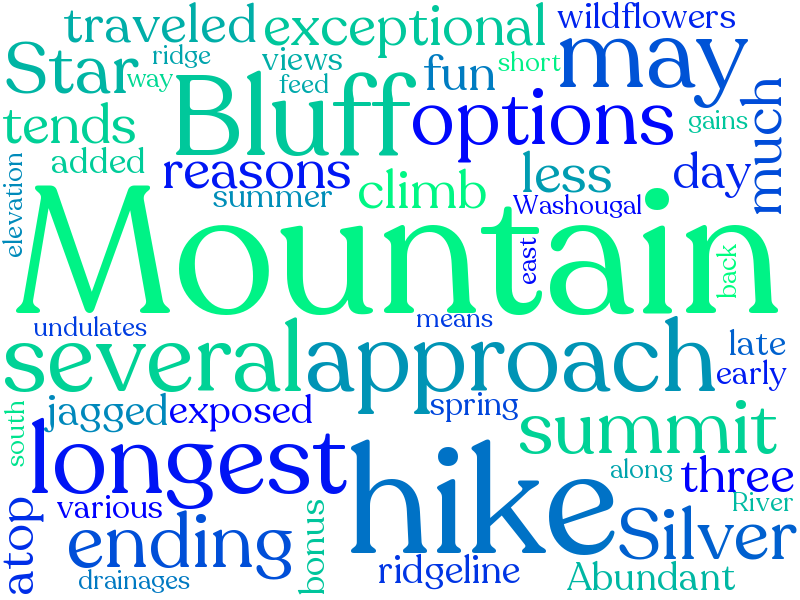 traveled
exceptional
wildflowers
Star
ridge
views
fun
short
may
way
Bluff
feed
tends
options
gains
much
added
reasons
less
day
elevation
summer
climb
Washougal
Mountain
east
back
undulates
means
several
approach
late
early
jagged
exposed
spring
summit
south
longest
hike
along
three
atop
various
River
ending
bonus
Silver
drainages
ridgeline
Abundant